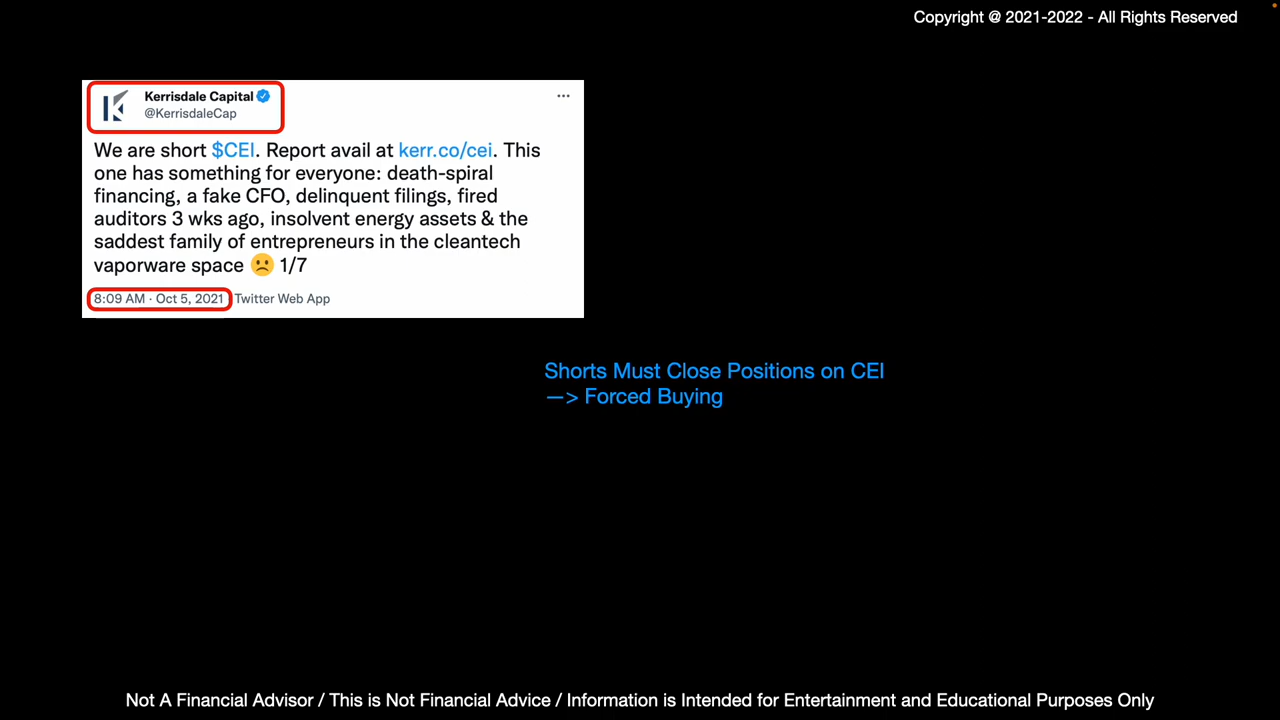 Copyright @ 2021-2022 - All Rights Reserved
Kerrisdale Capital
@KerrisdaleCap
We are short $CEI. Report avail at kerr.co/cei. This
one has something for everyone: death-spiral
financing, a fake CFO, delinquent filings, fired
auditors 3 wks ago, insolvent energy assets & the
saddest family of entrepreneurs in the cleantech
vaporware space ☹️ 1/7
8:09 AM · Oct 5, 2021 Twitter Web App
Shorts Must Close Positions on CEI
—> Forced Buying
Not A Financial Advisor / This is Not Financial Advice / Information is Intended for Entertainment and Educational Purposes Only